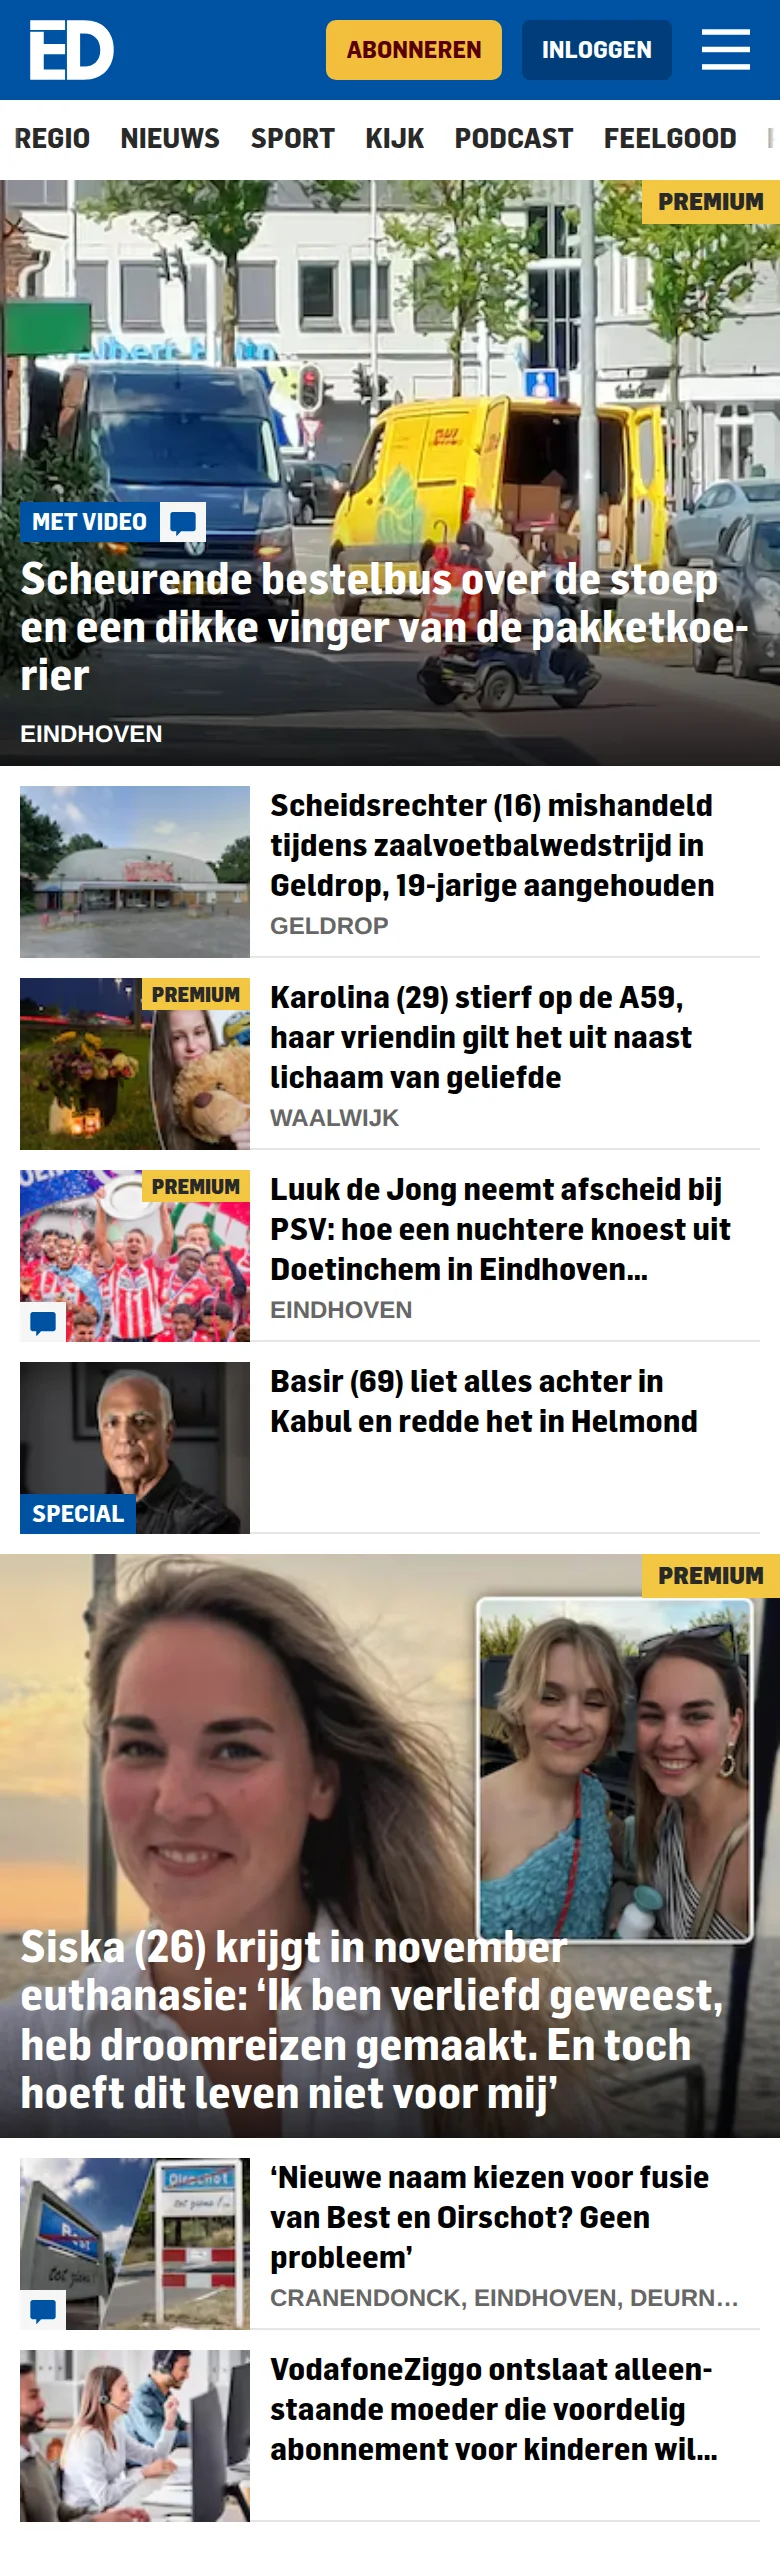 ED
ABONNEREN
INLOGGEN
REGIO NIEUWS SPORT KIJK PODCAST FEELGOOD
PREMIUM
MET VIDEO
Scheurende bestelbus over de stoep
en een dikke vinger van de pakketkoe-
rier
EINDHOVEN
Scheidsrechter (16) mishandeld
tijdens zaalvoetbalwedstrijd in
Geldrop, 19-jarige aangehouden
GELDROP
PREMIUM
Karolina (29) stierf op de A59,
haar vriendin gilt het uit naast
lichaam van geliefde
WAALWIJK
PREMIUM
Luuk de Jong neemt afscheid bij
PSV: hoe een nuchtere knoest uit
Doetinchem in Eindhoven...
EINDHOVEN
SPECIAL
Basir (69) liet alles achter in
Kabul en redde het in Helmond
PREMIUM
Siska (26) krijgt in november
euthanasie: ‘Ik ben verliefd geweest,
heb droomreizen gemaakt. En toch
hoeft dit leven niet voor mij’
Oirschot
‘Nieuwe naam kiezen voor fusie
van Best en Oirschot? Geen
probleem’
CRANENDONCK, EINDHOVEN, DEURN...
VodafoneZiggo ontslaat alleen-
staande moeder die voordelig
abonnement voor kinderen wil...